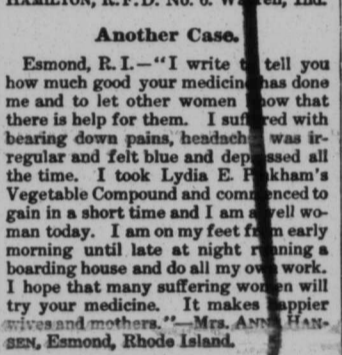 HAMILTON, R.F.D. No. 6.
Another Case.
Esmond, R. I.—"I write to tell you
how much good your medicine has done
me and to let other women know that
there is help for them. I suffered with
bearing down pains, headache, was ir-
regular and felt blue and depressed all
the time. I took Lydia E. Pinkham's
Vegetable Compound and commenced to
gain in a short time and I am a well wo-
man today. I am on my feet from early
morning until late at night running a
boarding house and do all my own work.
I hope that many suffering women will
try your medicine. It makes happier
wives and mothers."—Mrs. ANNA HAN-
SEN, Esmond, Rhode Island.